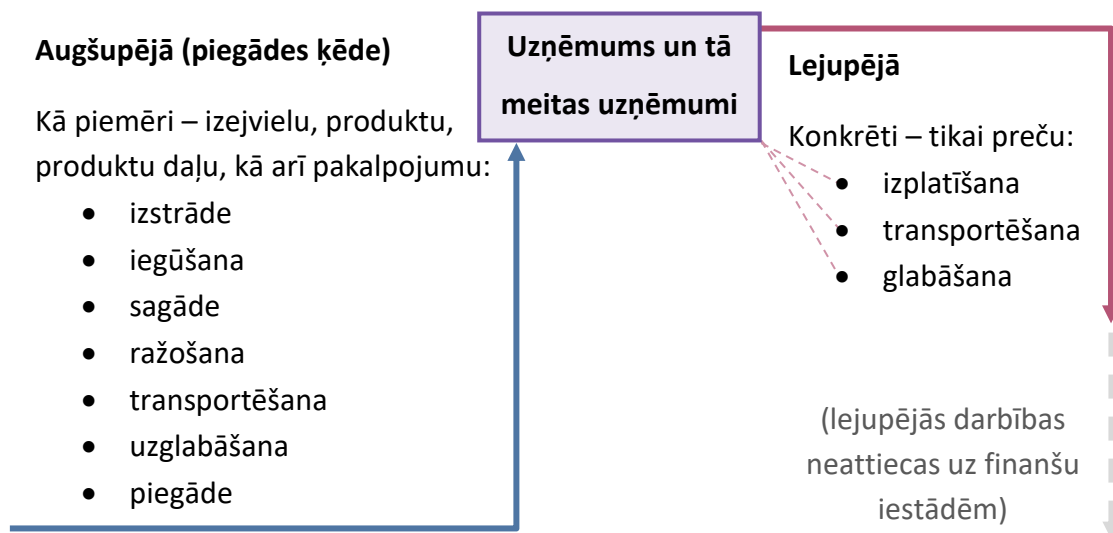 Augšupējā (piegādes ķēde)
Kā piemēri – izejvielu, produktu,
produktu daļu, kā arī pakalpojumu:
• izstrāde
• iegūšana
• sagāde
• ražošana
• transportēšana
• uzglabāšana
• piegāde
Uzņēmums un tā
meitas uzņēmumi
Lejupējā
Konkrēti – tikai preču:
• izplatīšana
• transportēšana
• glabāšana
(lejupējās darbības
neattiecas uz finanšu
iestādēm)